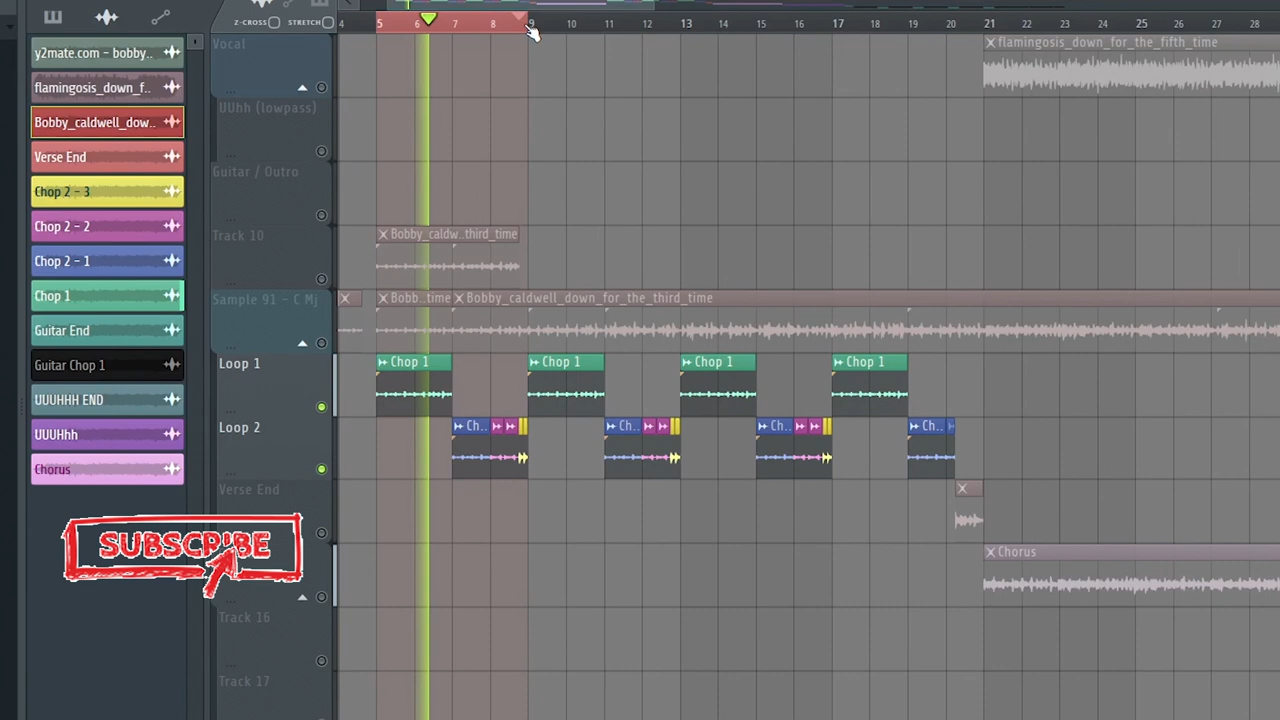 Z-CROSS STRETCH
4 5 6 7 8 9 10 11 12 13 14 15 16 17 18 19 20 21 22 23 24 25 26 27 28
y2mate.com - bobby..
flamingosis_down_f..
Bobby_caldwell_dow..
Verse End
Chop 2 - 3
Chop 2 - 2
Chop 2 - 1
Chop 1
Guitar End
Guitar Chop 1
UUUHHH END
UUUHhh
Chorus
SUBSCRIBE
Vocal
flamingosis_down_for_the_fifth_time
UUhh (lowpass)
Guitar / Outro
Track 10
Bobby_caldw..third_time
Sample 91 - C Mj
Bobb..time Bobby_caldwell_down_for_the_third_time
Loop 1
Chop 1 Chop 1 Chop 1 Chop 1
Loop 2
Ch.. Ch.. Ch.. Ch..
Verse End
Chorus
Track 16
Track 17